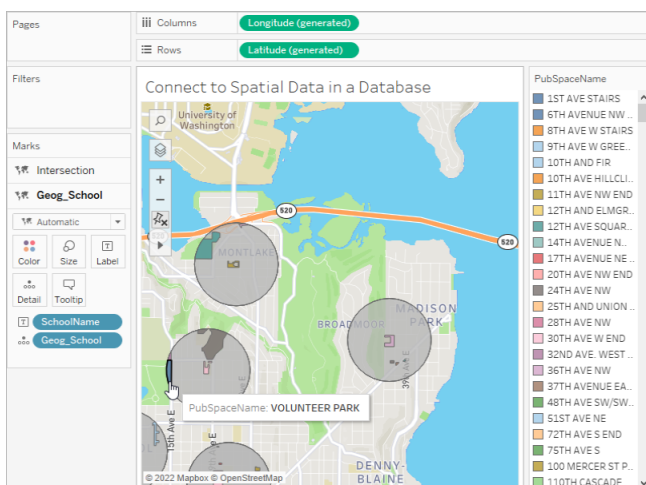 Pages
iii Columns
Longitude (generated)
Rows
Latitude (generated)
Filters
Marks
Intersection
Geog_School
Automatic
Color
Size
Label
Detail
Tooltip
SchoolName
Geog_School
Connect to Spatial Data in a Database
University of
Washington
520
520
MONTLAKE
BROADMOOR
MADISON
PARK
39th Ave E
15th Ave E
PubSpaceName: VOLUNTEER PARK
DENNY-
BLAINE
© 2022 Mapbox © OpenStreetMap
PubSpaceName
1ST AVE STAIRS
6TH AVENUE NW ..
8TH AVE W STAIRS
9TH AVE W GREE..
10TH AND FIR
10TH AVE HILLCLI..
11TH AVE NW END
12TH AND ELMGR..
12TH AVE SQUAR..
14TH AVENUE N..
17TH AVENUE NE ..
20TH AVE NW END
24TH AVE NW
25TH AND UNION ..
28TH AVE NW
30TH AVE W END
32ND AVE. WEST ..
36TH AVE NW
37TH AVENUE EA..
48TH AVE SW/SW..
51ST AVE NE
72TH AVE S END
75TH AVE S
100 MERCER ST P..
110TH CASCADE